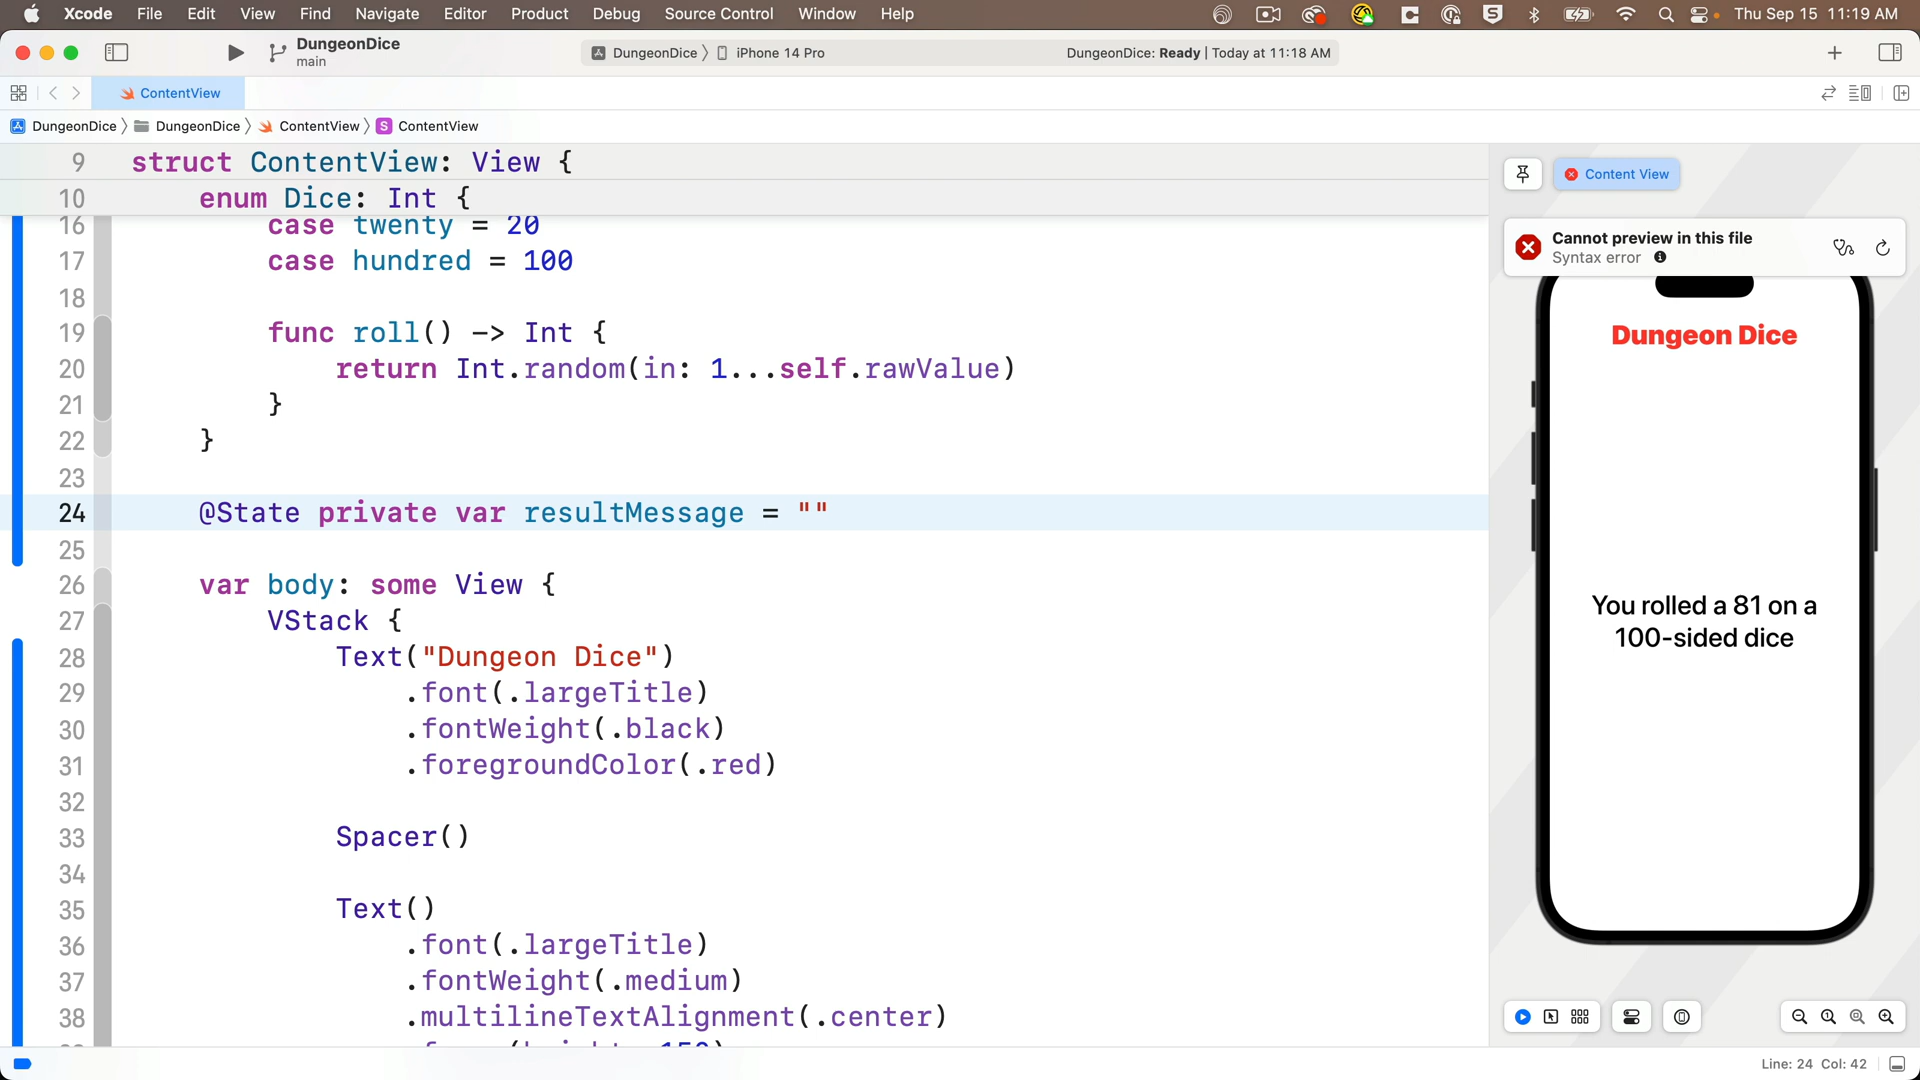 Xcode File Edit View Find Navigate Editor Product Debug Source Control Window Help Thu Sep 15 11:19 AM
DungeonDice
main
DungeonDice iPhone 14 Pro
DungeonDice: Ready | Today at 11:18 AM
ContentView
DungeonDice DungeonDice ContentView S ContentView
9 struct ContentView: View {
10 enum Dice: Int {
16 case twenty = 20
17 case hundred = 100
18
19 func roll() -> Int {
20 return Int.random(in: 1...self.rawValue)
21 }
22 }
23
24 @State private var resultMessage = ""
25
26 var body: some View {
27 VStack {
28 Text("Dungeon Dice")
29 .font(.largeTitle)
30 .fontWeight(.black)
31 .foregroundColor(.red)
32
33 Spacer()
34
35 Text()
36 .font(.largeTitle)
37 .fontWeight(.medium)
38 .multilineTextAlignment(.center)
Content View
Cannot preview in this file
Syntax error
Dungeon Dice
You rolled a 81 on a
100-sided dice
Line: 24 Col: 42